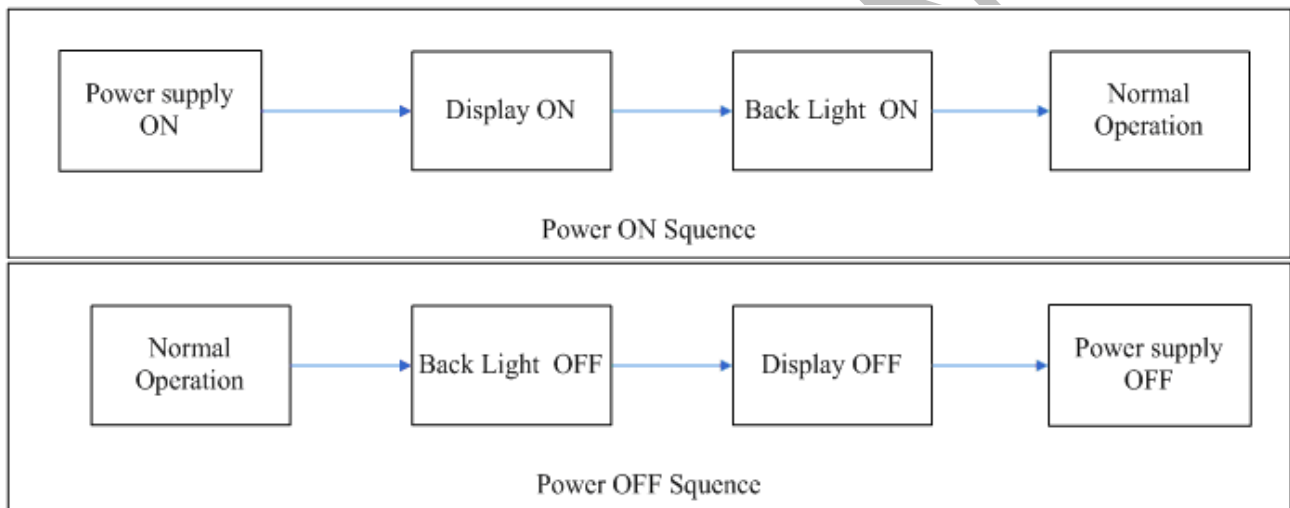 Power supply
ON
Display ON
Back Light ON
Normal
Operation
Power ON Squence
Normal
Operation
Back Light OFF
Display OFF
Power supply
OFF
Power OFF Squence